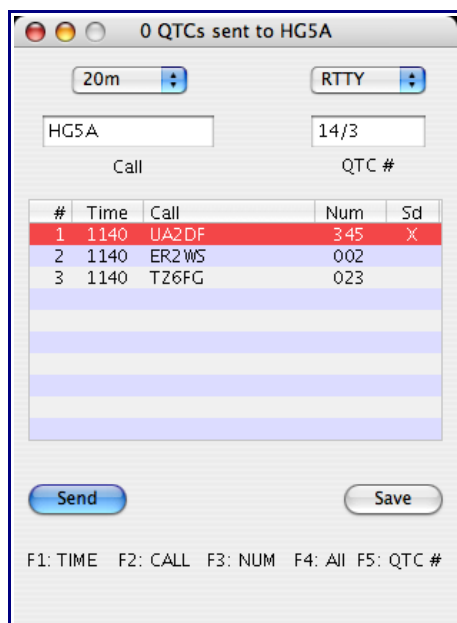 0 QTCs sent to HG5A
20m RTTY
HG5A 14/3
Call QTC #
# Time Call Num Sd
1 1140 UA2DF 345 X
2 1140 ER2WS 002
3 1140 TZ6FG 023
Send Save
F1: TIME F2: CALL F3: NUM F4: All F5: QTC #